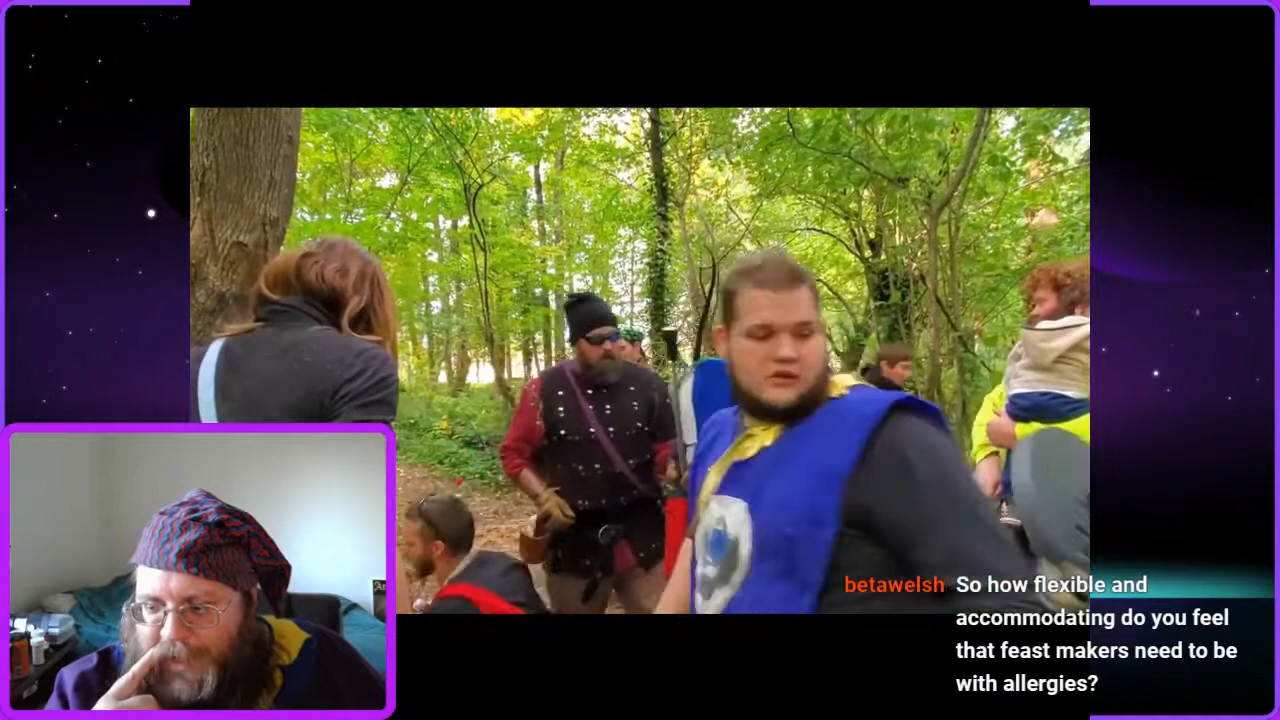 betawelsh So how flexible and
accommodating do you feel
that feast makers need to be
with allergies?